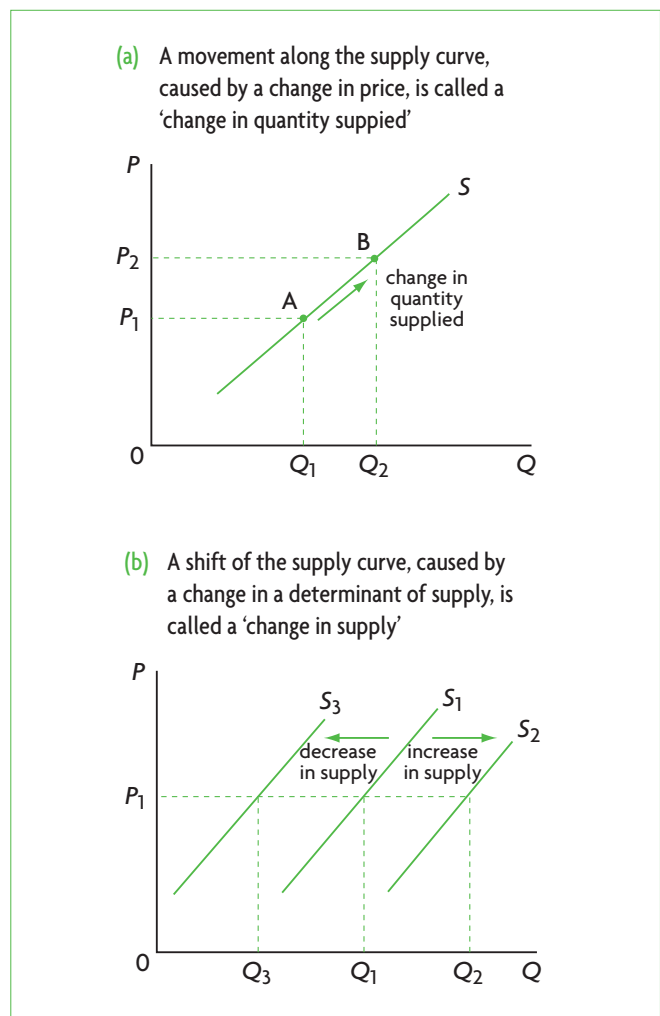 (a) A movement along the supply curve,
caused by a change in price, is called a
‘change in quantity suppied’
P
S
P2
B
change in
quantity
supplied
A
P1
0
Q1
Q2
Q
(b) A shift of the supply curve, caused by
a change in a determinant of supply, is
called a ‘change in supply’
P
S3
S1
S2
decrease
in supply
increase
in supply
P1
0
Q3
Q1
Q2
Q